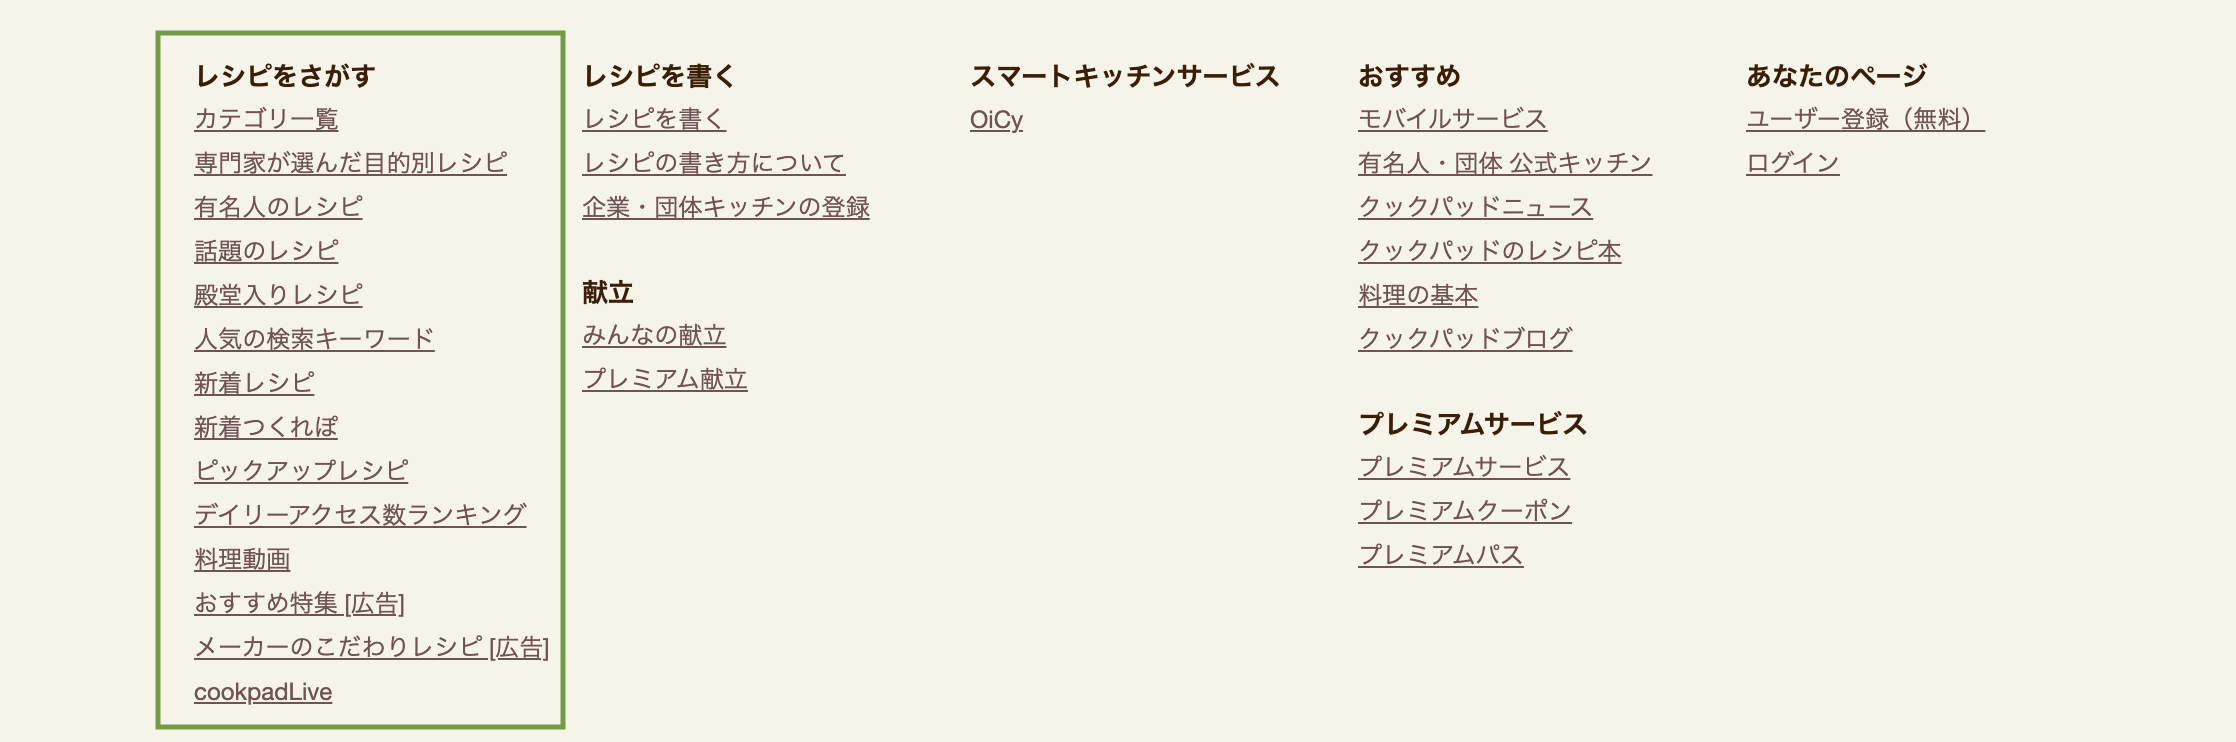 レシピをさがす
カテゴリ一覧
専門家が選んだ目的別レシピ
有名人のレシピ
話題のレシピ
殿堂入りレシピ
人気の検索キーワード
新着レシピ
新着つくれぽ
ピックアップレシピ
デイリーアクセス数ランキング
料理動画
おすすめ特集 [広告]
メーカーのこだわりレシピ [広告]
cookpadLive
レシピを書く
レシピを書く
レシピの書き方について
企業・団体キッチンの登録
献立
みんなの献立
プレミアム献立
スマートキッチンサービス
OiCy
おすすめ
モバイルサービス
有名人・団体 公式キッチン
クックパッドニュース
クックパッドのレシピ本
料理の基本
クックパッドブログ
プレミアムサービス
プレミアムサービス
プレミアムクーポン
プレミアムパス
あなたのページ
ユーザー登録（無料）
ログイン